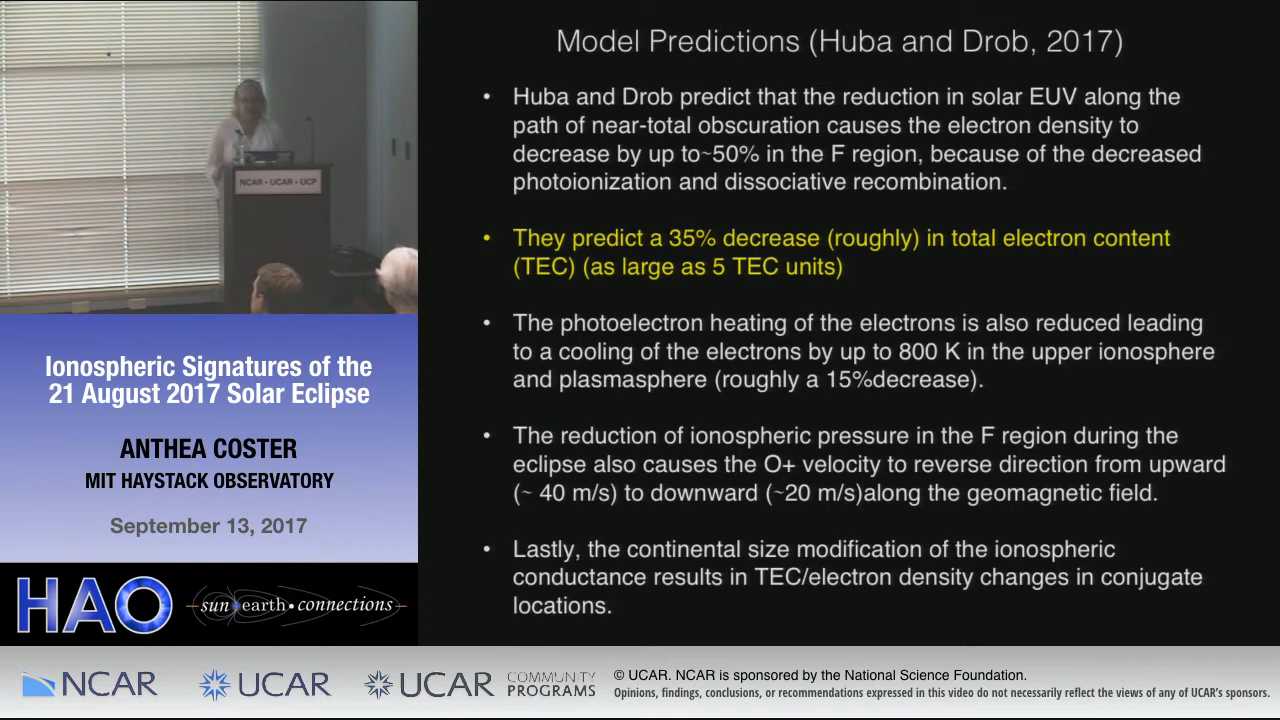 NCAR • UCAR • UCP
Ionospheric Signatures of the
21 August 2017 Solar Eclipse
ANTHEA COSTER
MIT HAYSTACK OBSERVATORY
September 13, 2017
HAO
sun earth connections
Model Predictions (Huba and Drob, 2017)
• Huba and Drob predict that the reduction in solar EUV along the
path of near-total obscuration causes the electron density to
decrease by up to~50% in the F region, because of the decreased
photoionization and dissociative recombination.
• They predict a 35% decrease (roughly) in total electron content
(TEC) (as large as 5 TEC units)
• The photoelectron heating of the electrons is also reduced leading
to a cooling of the electrons by up to 800 K in the upper ionosphere
and plasmasphere (roughly a 15%decrease).
• The reduction of ionospheric pressure in the F region during the
eclipse also causes the O+ velocity to reverse direction from upward
(~ 40 m/s) to downward (~20 m/s)along the geomagnetic field.
• Lastly, the continental size modification of the ionospheric
conductance results in TEC/electron density changes in conjugate
locations.
NCAR
UCAR
UCAR COMMUNITY
PROGRAMS
© UCAR. NCAR is sponsored by the National Science Foundation.
Opinions, findings, conclusions, or recommendations expressed in this video do not necessarily reflect the views of any of UCAR's sponsors.